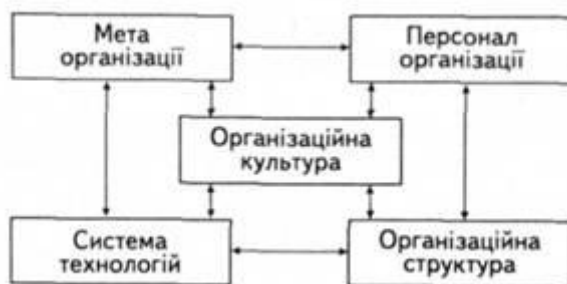 Мета
організації
Персонал
організації
Організаційна
культура
Система
технологій
Організаційна
структура